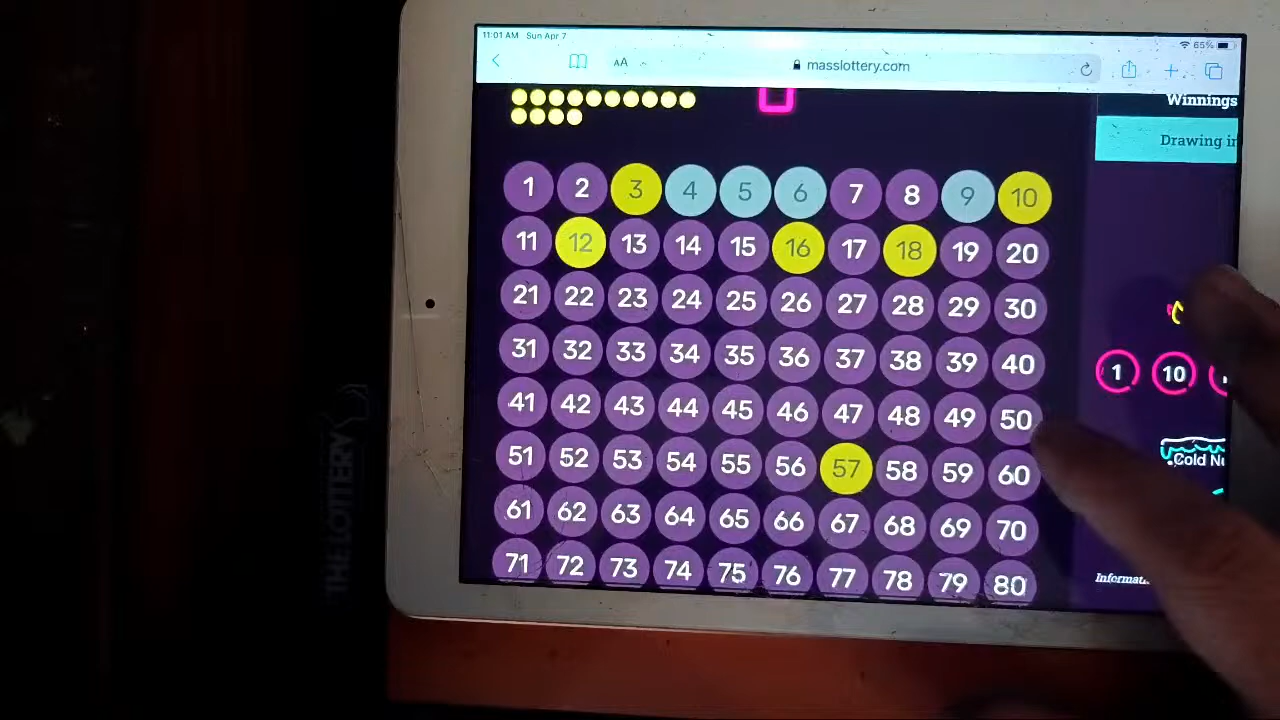 11:01 AM Sun Apr 7
65%
AA
masslottery.com
Winnings
Drawing in
1 2 3 4 5 6 7 8 9 10
11 12 13 14 15 16 17 18 19 20
21 22 23 24 25 26 27 28 29 30
31 32 33 34 35 36 37 38 39 40
41 42 43 44 45 46 47 48 49 50
51 52 53 54 55 56 57 58 59 60
61 62 63 64 65 66 67 68 69 70
71 72 73 74 75 76 77 78 79 80
1 10
Cold Nu
Informat
THE LOTTERY